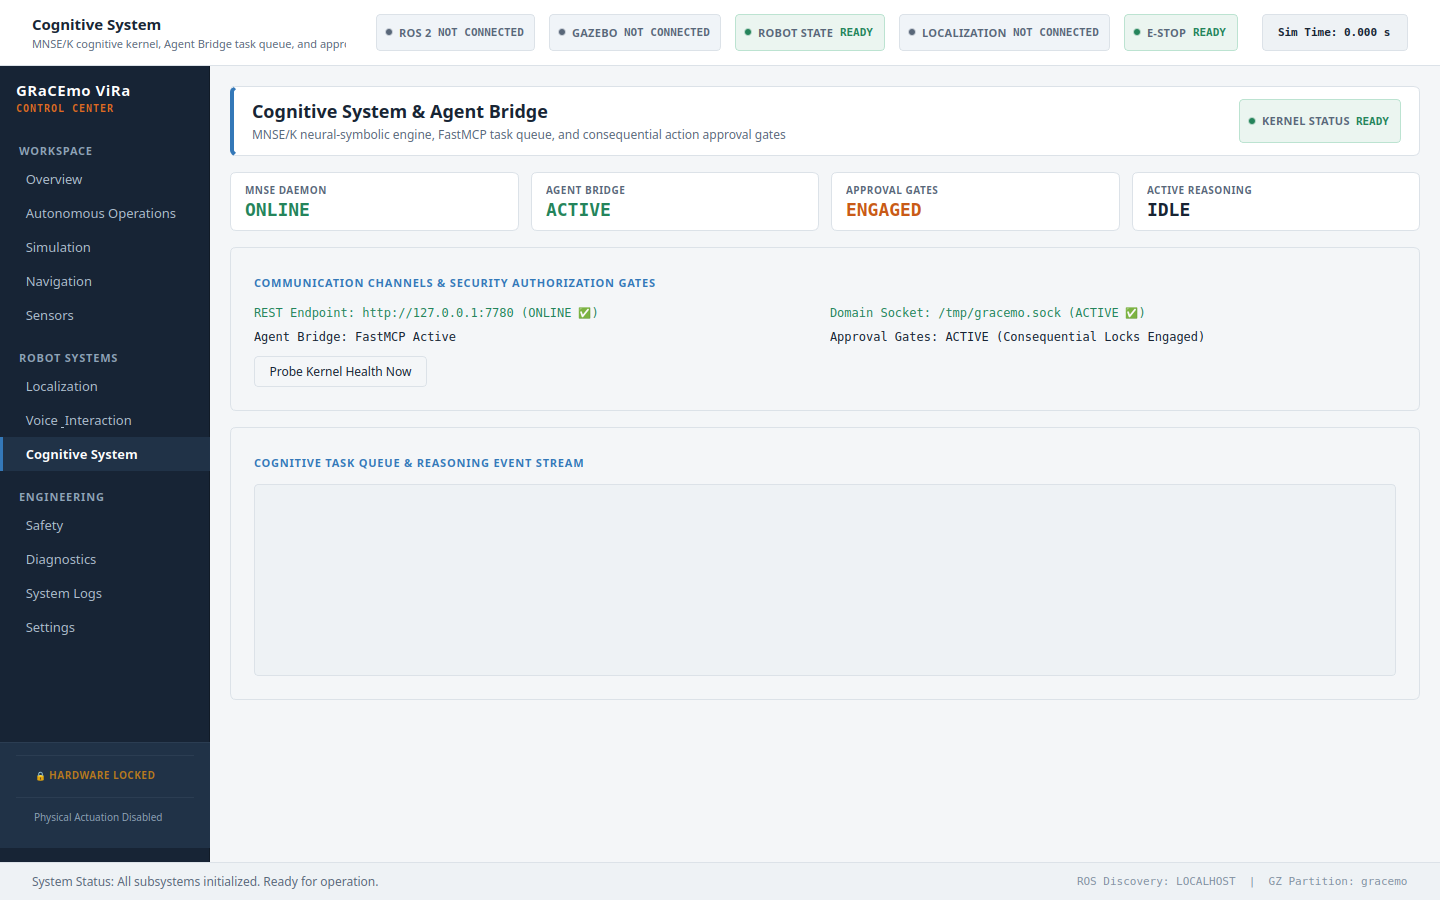 Cognitive System
MNSE/K cognitive kernel, Agent Bridge task queue, and appr
ROS 2 NOT CONNECTED
GAZEBO NOT CONNECTED
ROBOT STATE READY
LOCALIZATION NOT CONNECTED
E-STOP READY
Sim Time: 0.000 s
GRaCEmo ViRa
CONTROL CENTER
WORKSPACE
Overview
Autonomous Operations
Simulation
Navigation
Sensors
ROBOT SYSTEMS
Localization
Voice _Interaction
Cognitive System
ENGINEERING
Safety
Diagnostics
System Logs
Settings
🔒 HARDWARE LOCKED
Physical Actuation Disabled
Cognitive System & Agent Bridge
MNSE/K neural-symbolic engine, FastMCP task queue, and consequential action approval gates
KERNEL STATUS READY
MNSE DAEMON
ONLINE
AGENT BRIDGE
ACTIVE
APPROVAL GATES
ENGAGED
ACTIVE REASONING
IDLE
COMMUNICATION CHANNELS & SECURITY AUTHORIZATION GATES
REST Endpoint: http://127.0.0.1:7780 (ONLINE ✅)
Domain Socket: /tmp/gracemo.sock (ACTIVE ✅)
Agent Bridge: FastMCP Active
Approval Gates: ACTIVE (Consequential Locks Engaged)
Probe Kernel Health Now
COGNITIVE TASK QUEUE & REASONING EVENT STREAM
System Status: All subsystems initialized. Ready for operation.
ROS Discovery: LOCALHOST | GZ Partition: gracemo